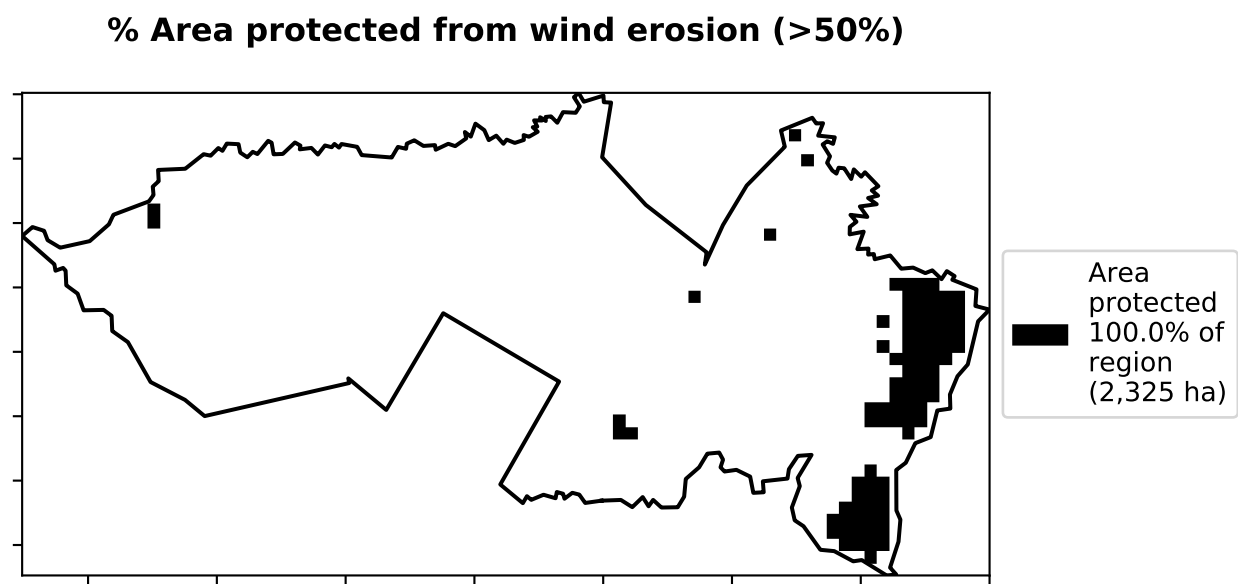 % Area protected from wind erosion (>50%)
Area
protected
100.0% of
region
(2,325 ha)